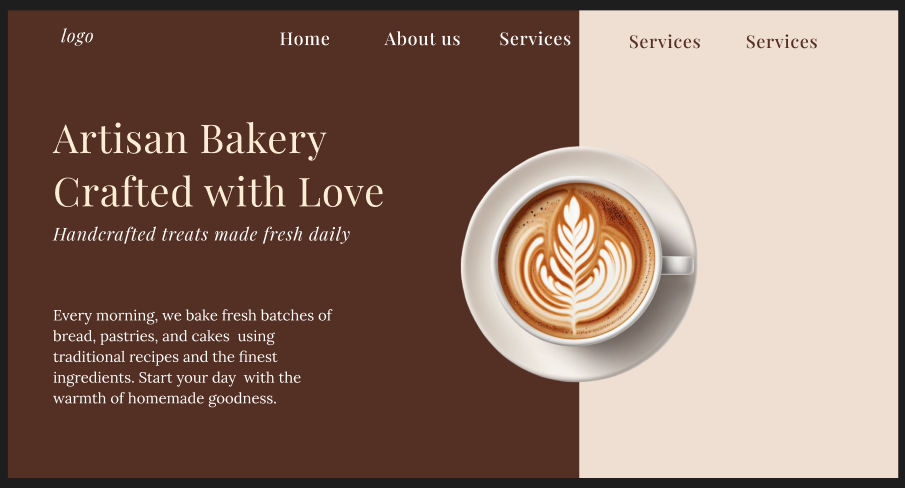 logo
Home About us Services Services Services
Artisan Bakery
Crafted with Love
Handcrafted treats made fresh daily
Every morning, we bake fresh batches of
bread, pastries, and cakes  using
traditional recipes and the finest
ingredients. Start your day  with the
warmth of homemade goodness.